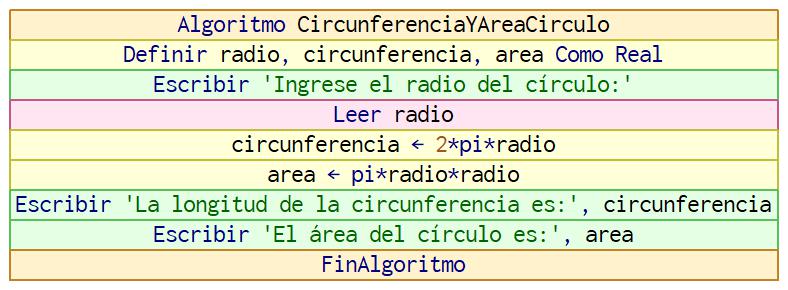 Algoritmo CircunferenciaYAreaCirculo
Definir radio, circunferencia, area Como Real
Escribir 'Ingrese el radio del círculo:'
Leer radio
circunferencia ← 2*pi*radio
area ← pi*radio*radio
Escribir 'La longitud de la circunferencia es:', circunferencia
Escribir 'El área del círculo es:', area
FinAlgoritmo